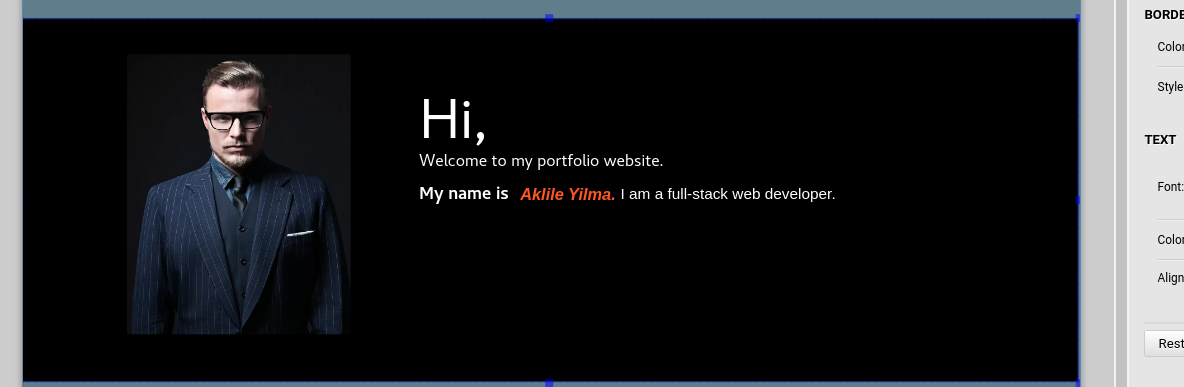 Hi,
Welcome to my portfolio website.
My name is Aklile Yilma. I am a full-stack web developer.
BORDE
Color
Style
TEXT
Font:
Color
Align
Rest